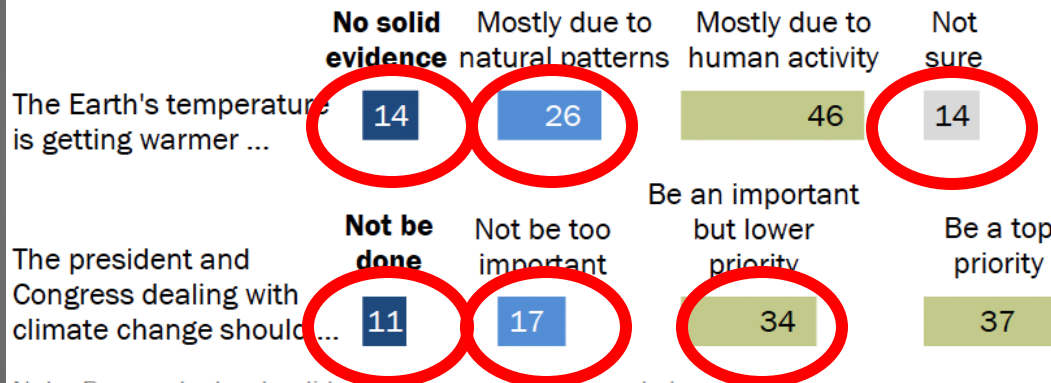 No solid evidence
Mostly due to natural patterns
Mostly due to human activity
Not sure
The Earth's temperature
is getting warmer ...
14
26
46
14
Not be done
Not be too important
Be an important but lower priority
Be a top priority
The president and
Congress dealing with
climate change should ...
11
17
34
37